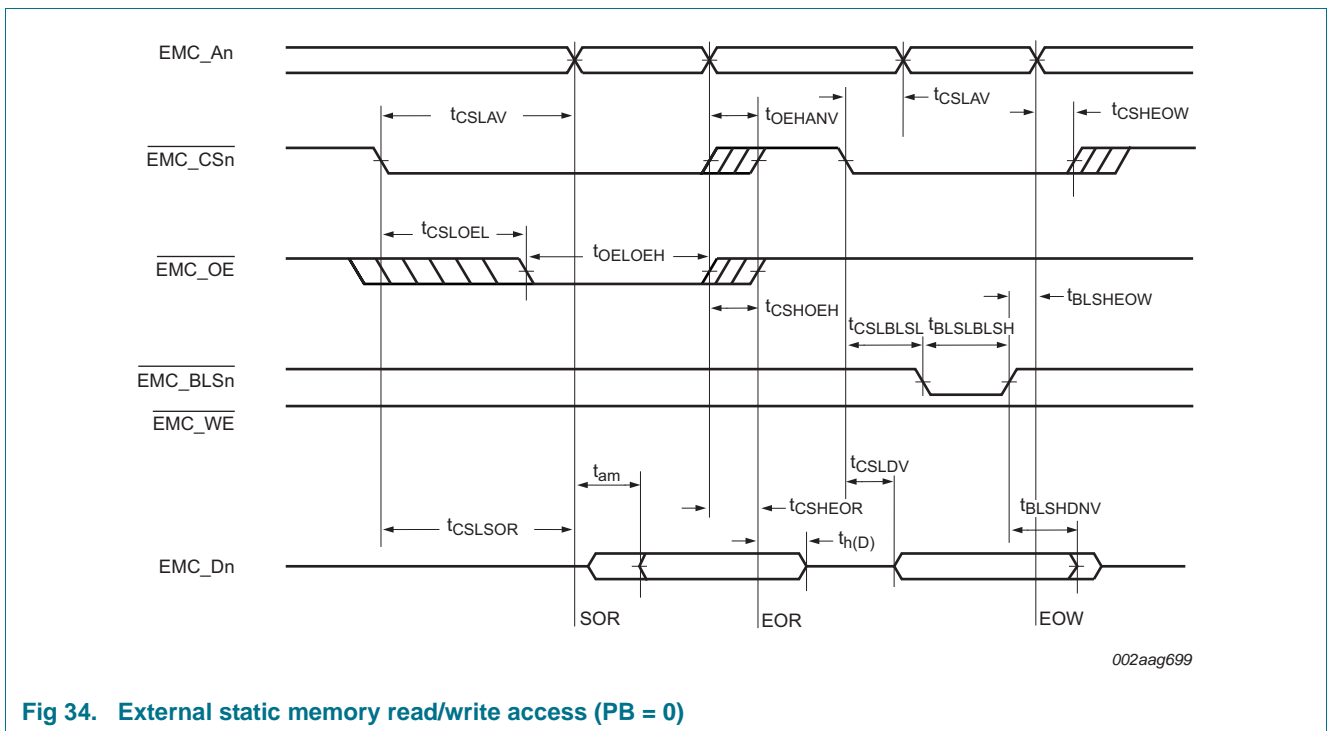 EMC_An
tCSLAV
tOEHANV
tCSLAV
tCSHEOW
EMC_CSn
tCSLOEL
tOELOEH
EMC_OE
tCSHOEH
tBLSHEOW
tCSLBLSL
tBLSLBLSH
EMC_BLSn
EMC_WE
tam
tCSLDV
tCSLSOR
tCSHEOR
tBLSHDNV
th(D)
EMC_Dn
SOR
EOR
EOW
002aag699
Fig 34. External static memory read/write access (PB = 0)